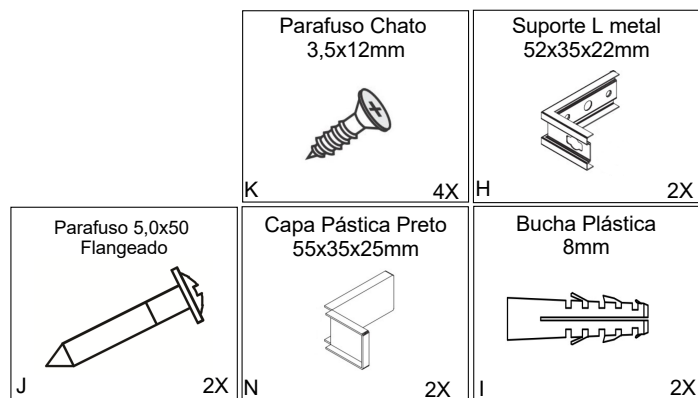 Parafuso Chato
3,5x12mm
K
4X
Suporte L metal
52x35x22mm
H
2X
Parafuso 5,0x50
Flangeado
J
2X
Capa Pástica Preto
55x35x25mm
N
2X
Bucha Plástica
8mm
I
2X